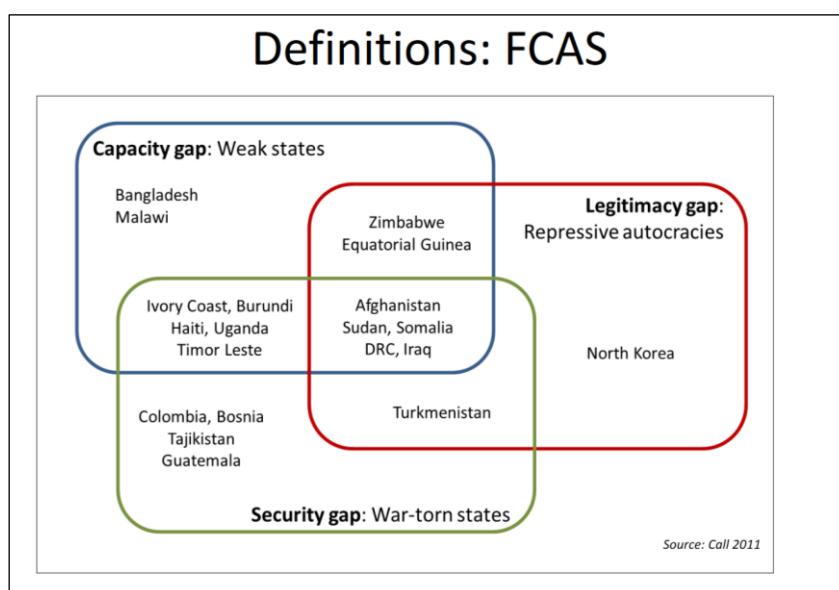 Definitions: FCAS
Capacity gap: Weak states
Bangladesh
Malawi
Zimbabwe
Equatorial Guinea
Legitimacy gap:
Repressive autocracies
Ivory Coast, Burundi
Haiti, Uganda
Timor Leste
Afghanistan
Sudan, Somalia
DRC, Iraq
North Korea
Colombia, Bosnia
Tajikistan
Guatemala
Turkmenistan
Security gap: War-torn states
Source: Call 2011